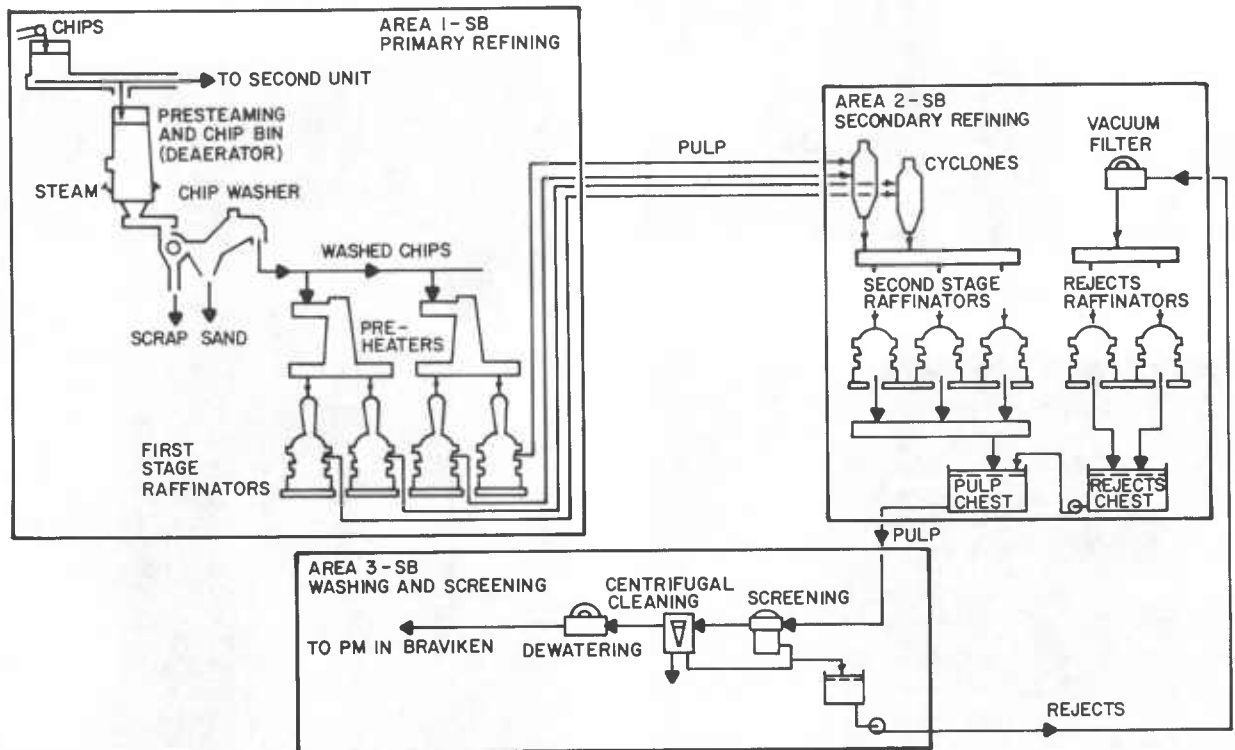 CHIPS
AREA 1-SB
PRIMARY REFINING
TO SECOND UNIT
PRESTEAMING
AND CHIP BIN
(DEAERATOR)
STEAM
CHIP WASHER
WASHED CHIPS
SCRAP SAND
PRE-
HEATERS
FIRST
STAGE
RAFFINATORS
PULP
AREA 2-SB
SECONDARY REFINING
VACUUM
FILTER
CYCLONES
SECOND STAGE
RAFFINATORS
REJECTS
RAFFINATORS
PULP
CHEST
REJECTS
CHEST
PULP
AREA 3-SB
WASHING AND SCREENING
CENTRIFUGAL
CLEANING
SCREENING
TO PM IN BRAVIKEN
DEWATERING
REJECTS